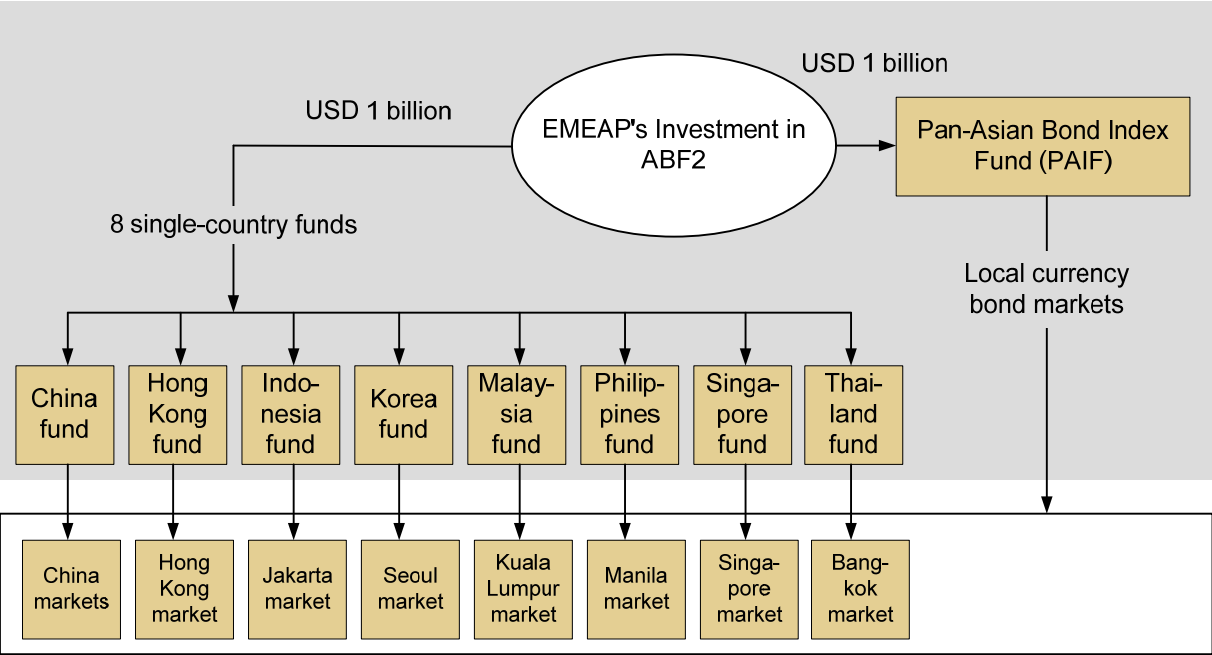 USD 1 billion
USD 1 billion
EMEAP's Investment in
ABF2
Pan-Asian Bond Index
Fund (PAIF)
8 single-country funds
Local currency
bond markets
China
fund
Hong
Kong
fund
Indo-
nesia
fund
Korea
fund
Malay-
sia
fund
Philip-
pines
fund
Singa-
pore
fund
Thai-
land
fund
China
markets
Hong
Kong
market
Jakarta
market
Seoul
market
Kuala
Lumpur
market
Manila
market
Singa-
pore
market
Bang-
kok
market